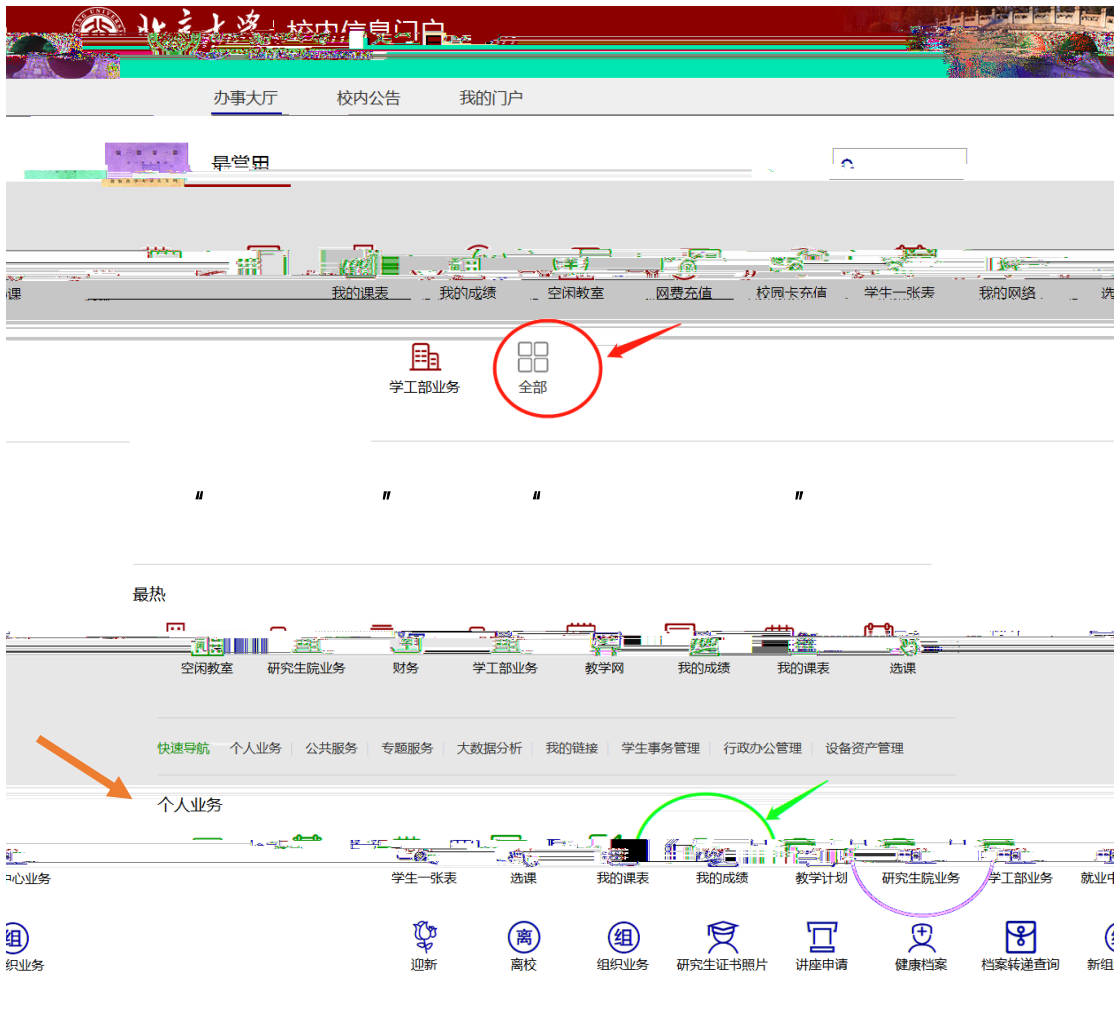 北京大学 校内信息门户
办事大厅 校内公告 我的门户
最常用
课 我的课表 我的成绩 空闲教室 网费充值 校园卡充值 学生一张表 我的网络 选
学工部业务 全部
" " " "
最热
空闲教室 研究生院业务 财务 学工部业务 教学网 我的成绩 我的课表 选课
快速导航 个人业务 公共服务 专题服务 大数据分析 我的链接 学生事务管理 行政办公管理 设备资产管理
个人业务
中心业务 学生一张表 选课 我的课表 我的成绩 教学计划 研究生院业务 学工部业务 就业中
组 离 组
织业务 迎新 离校 组织业务 研究生证书照片 讲座申请 健康档案 档案转递查询 新组